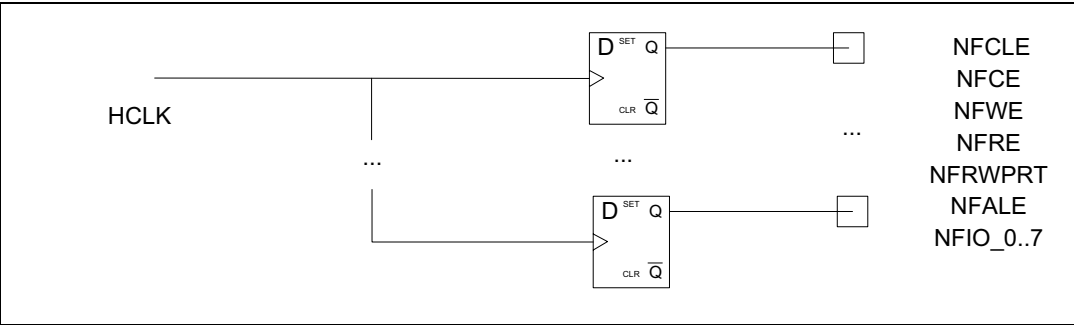 D SET Q
CLR Q
HCLK
...
...
...
D SET Q
CLR Q
NFCLE
NFCE
NFWE
NFRE
NFRWPRT
NFALE
NFIO_0..7